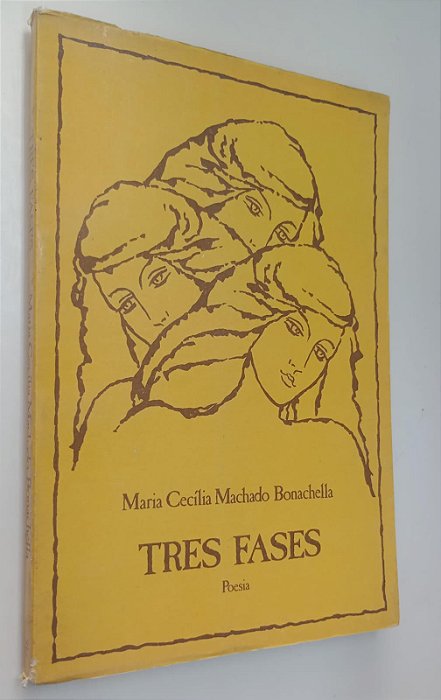 Maria Cecília Machado Bonachella
TRES FASES
Poesia